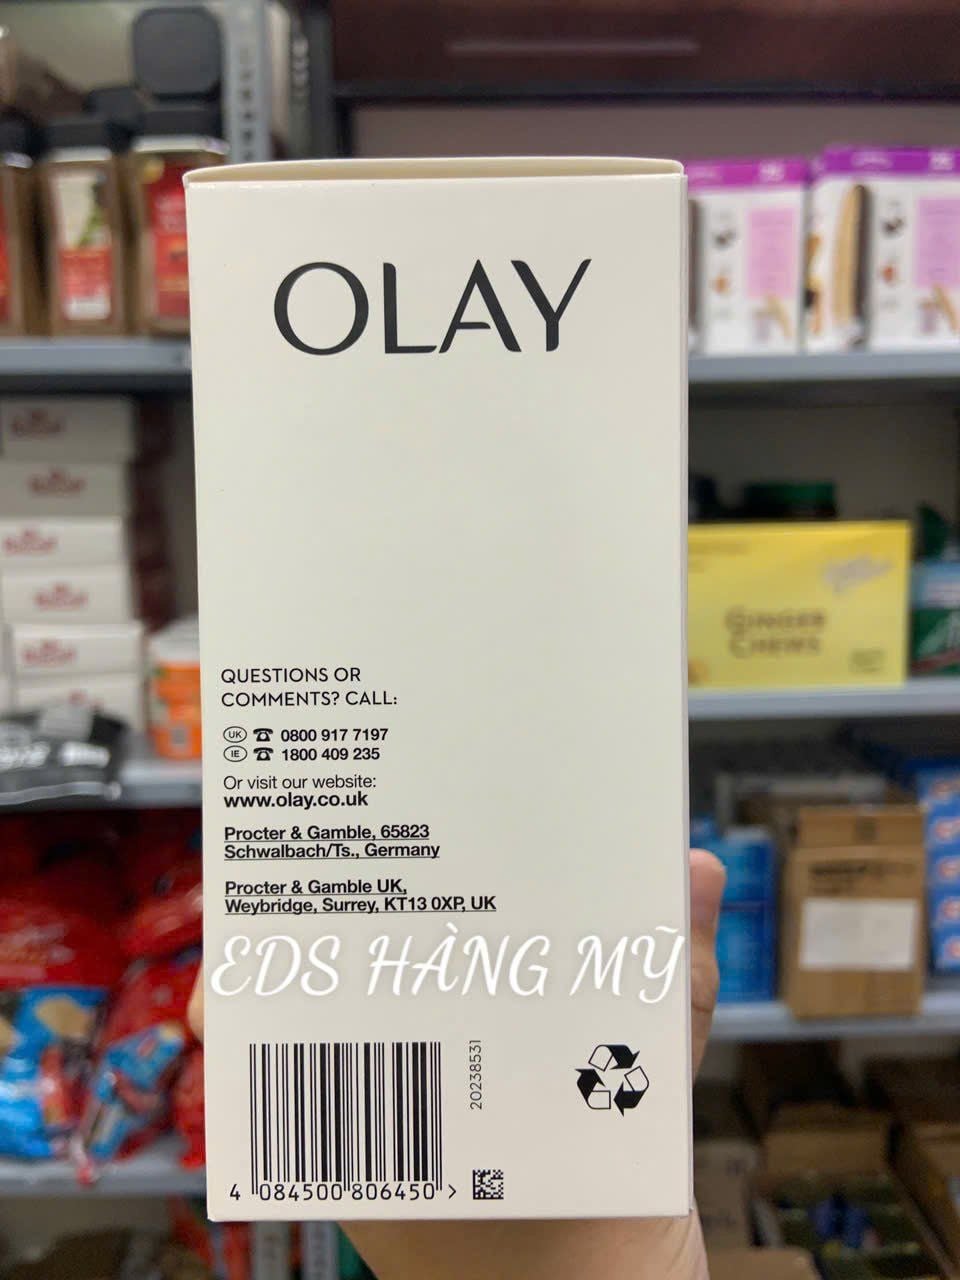 OLAY
QUESTIONS OR
COMMENTS? CALL:
UK 0800 917 7197
IE 1800 409 235
Or visit our website:
www.olay.co.uk
Procter & Gamble, 65823
Schwalbach/Ts., Germany
Procter & Gamble UK,
Weybridge, Surrey, KT13 0XP, UK
EDS HÀNG MỸ
20238531
4 084500 806450 >
GINGER
CHEWS